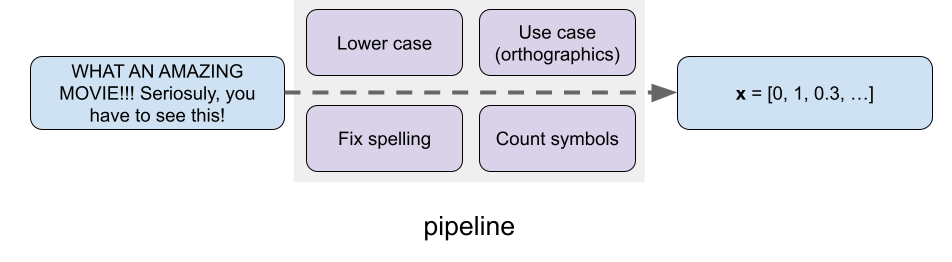 WHAT AN AMAZING
MOVIE!!! Seriosuly, you
have to see this!
Lower case
Use case
(orthographics)
Fix spelling
Count symbols
x = [0, 1, 0.3, …]
pipeline